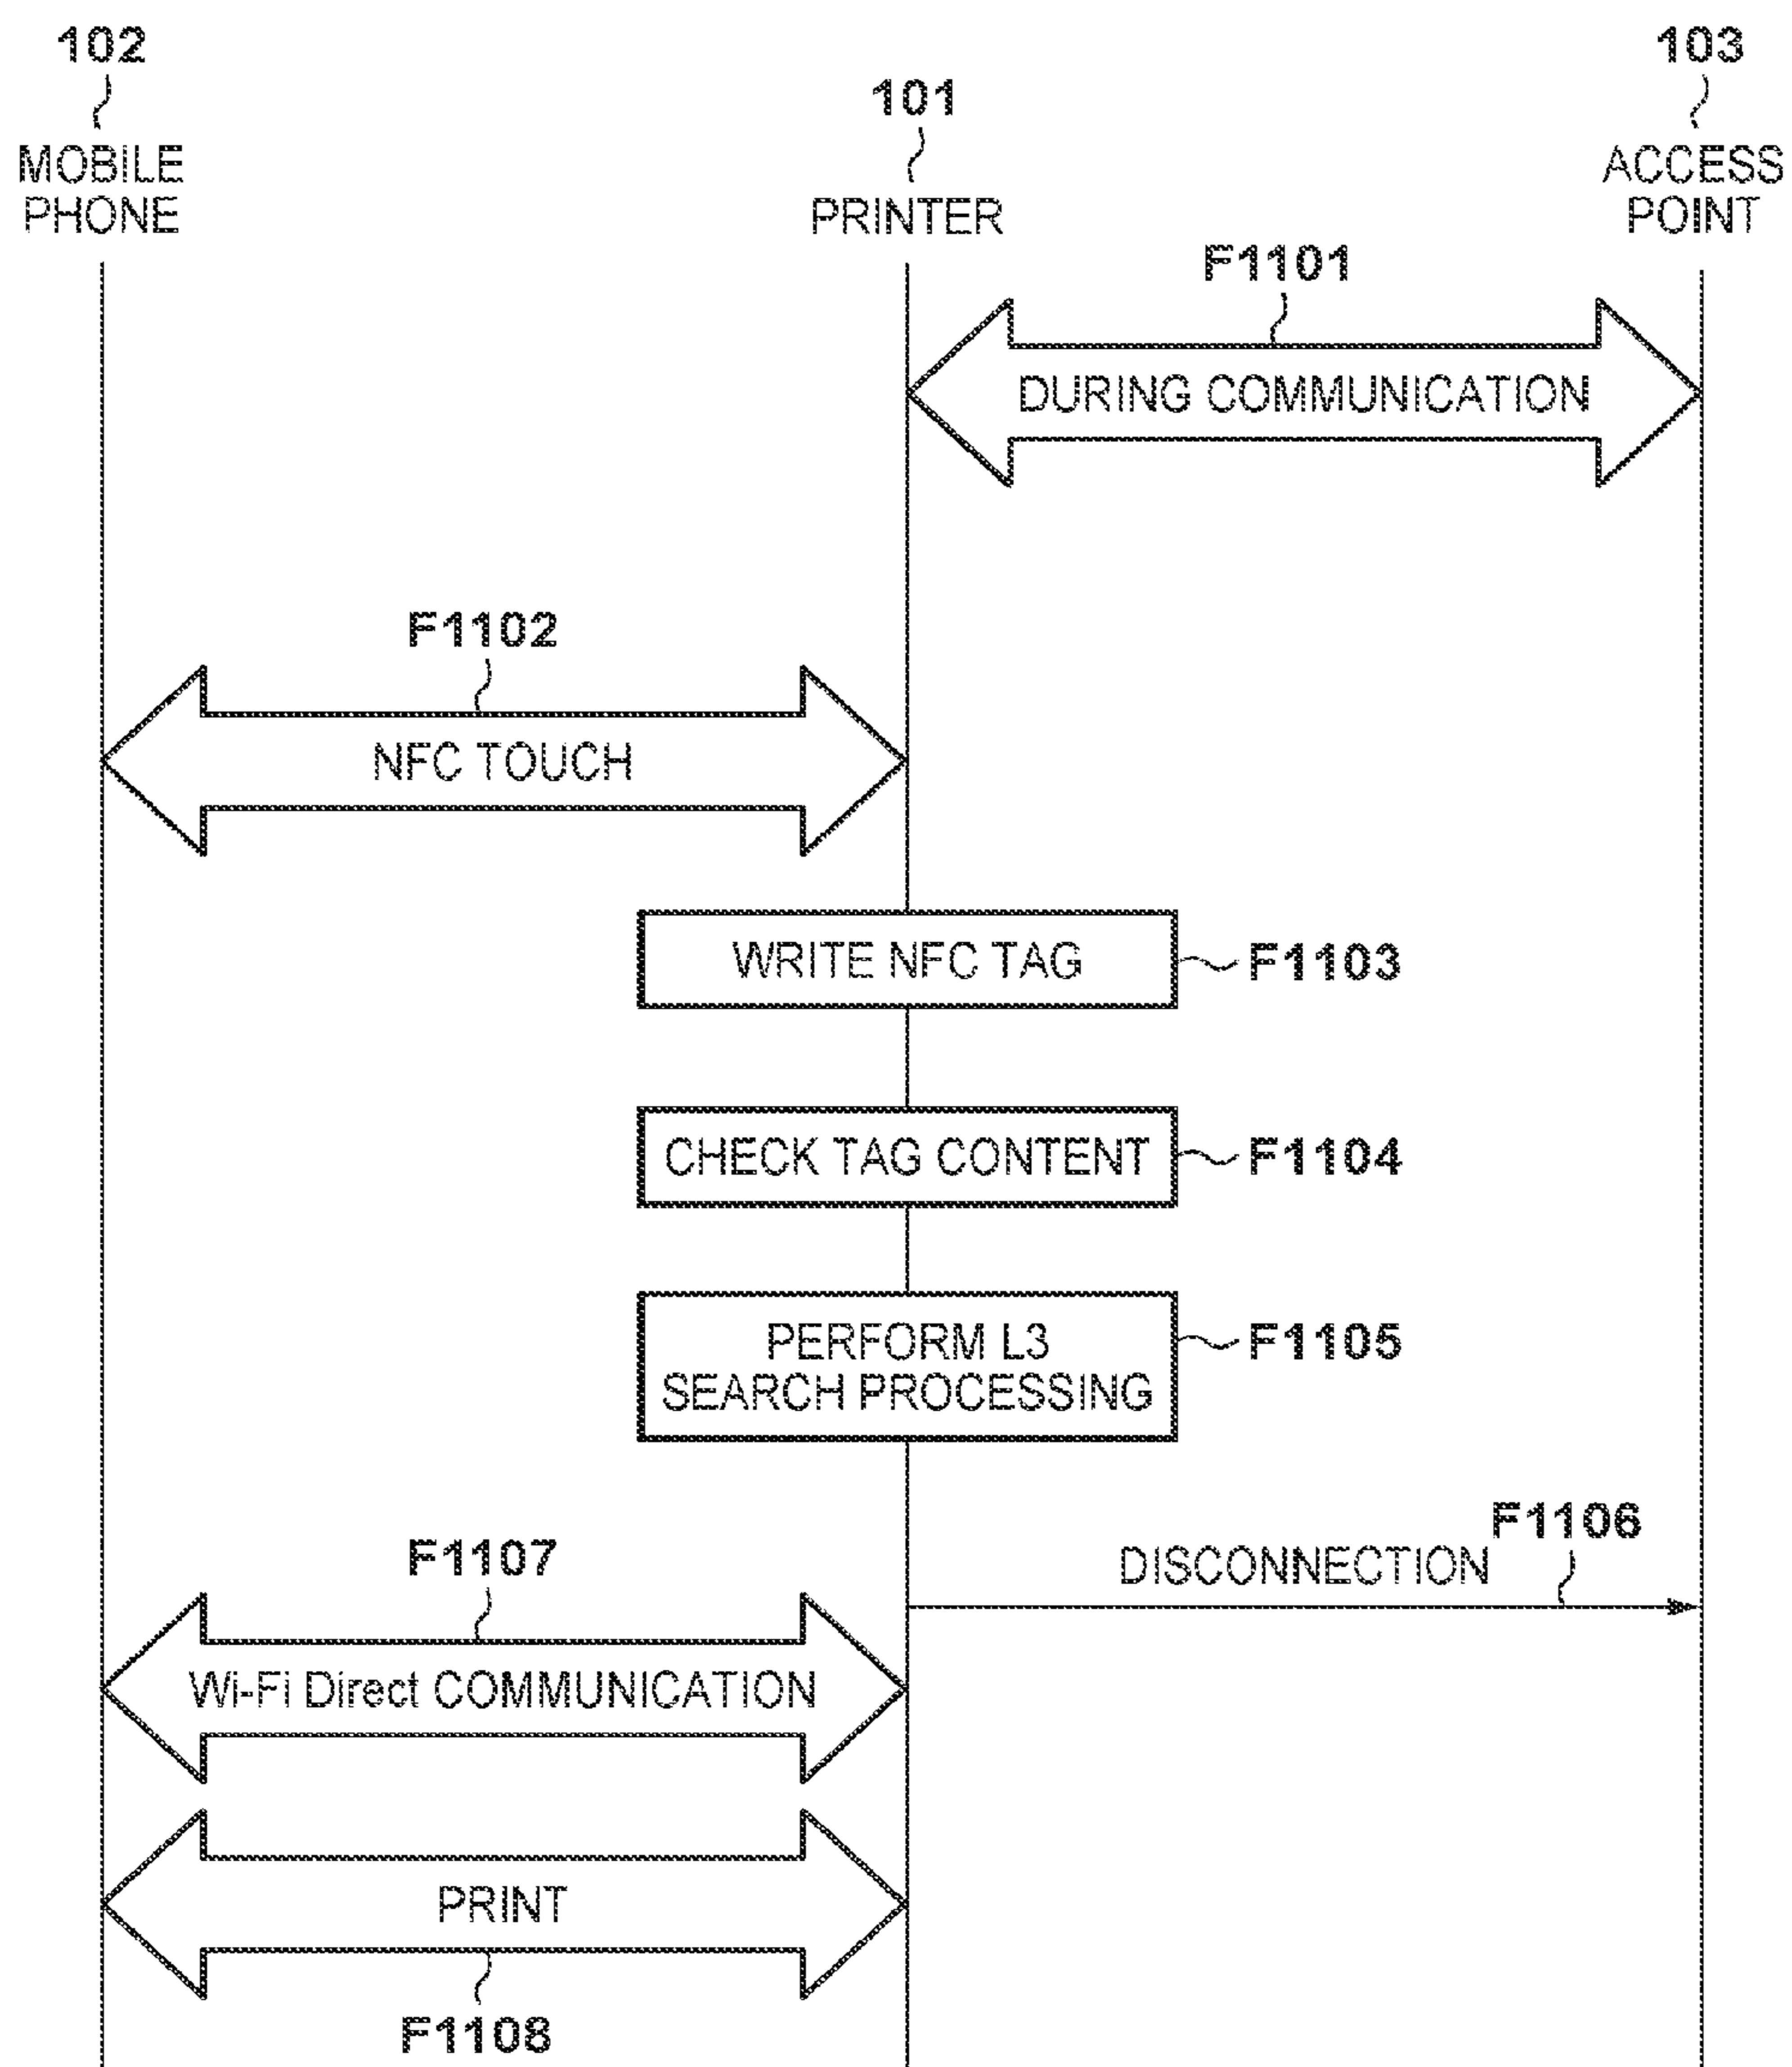 102
MOBILE
PHONE
101
PRINTER
103
ACCESS
POINT
F1101
DURING COMMUNICATION
F1102
NFC TOUCH
WRITE NFC TAG
F1103
CHECK TAG CONTENT
F1104
PERFORM L3
SEARCH PROCESSING
F1105
F1106
DISCONNECTION
F1107
Wi-Fi Direct COMMUNICATION
PRINT
F1108